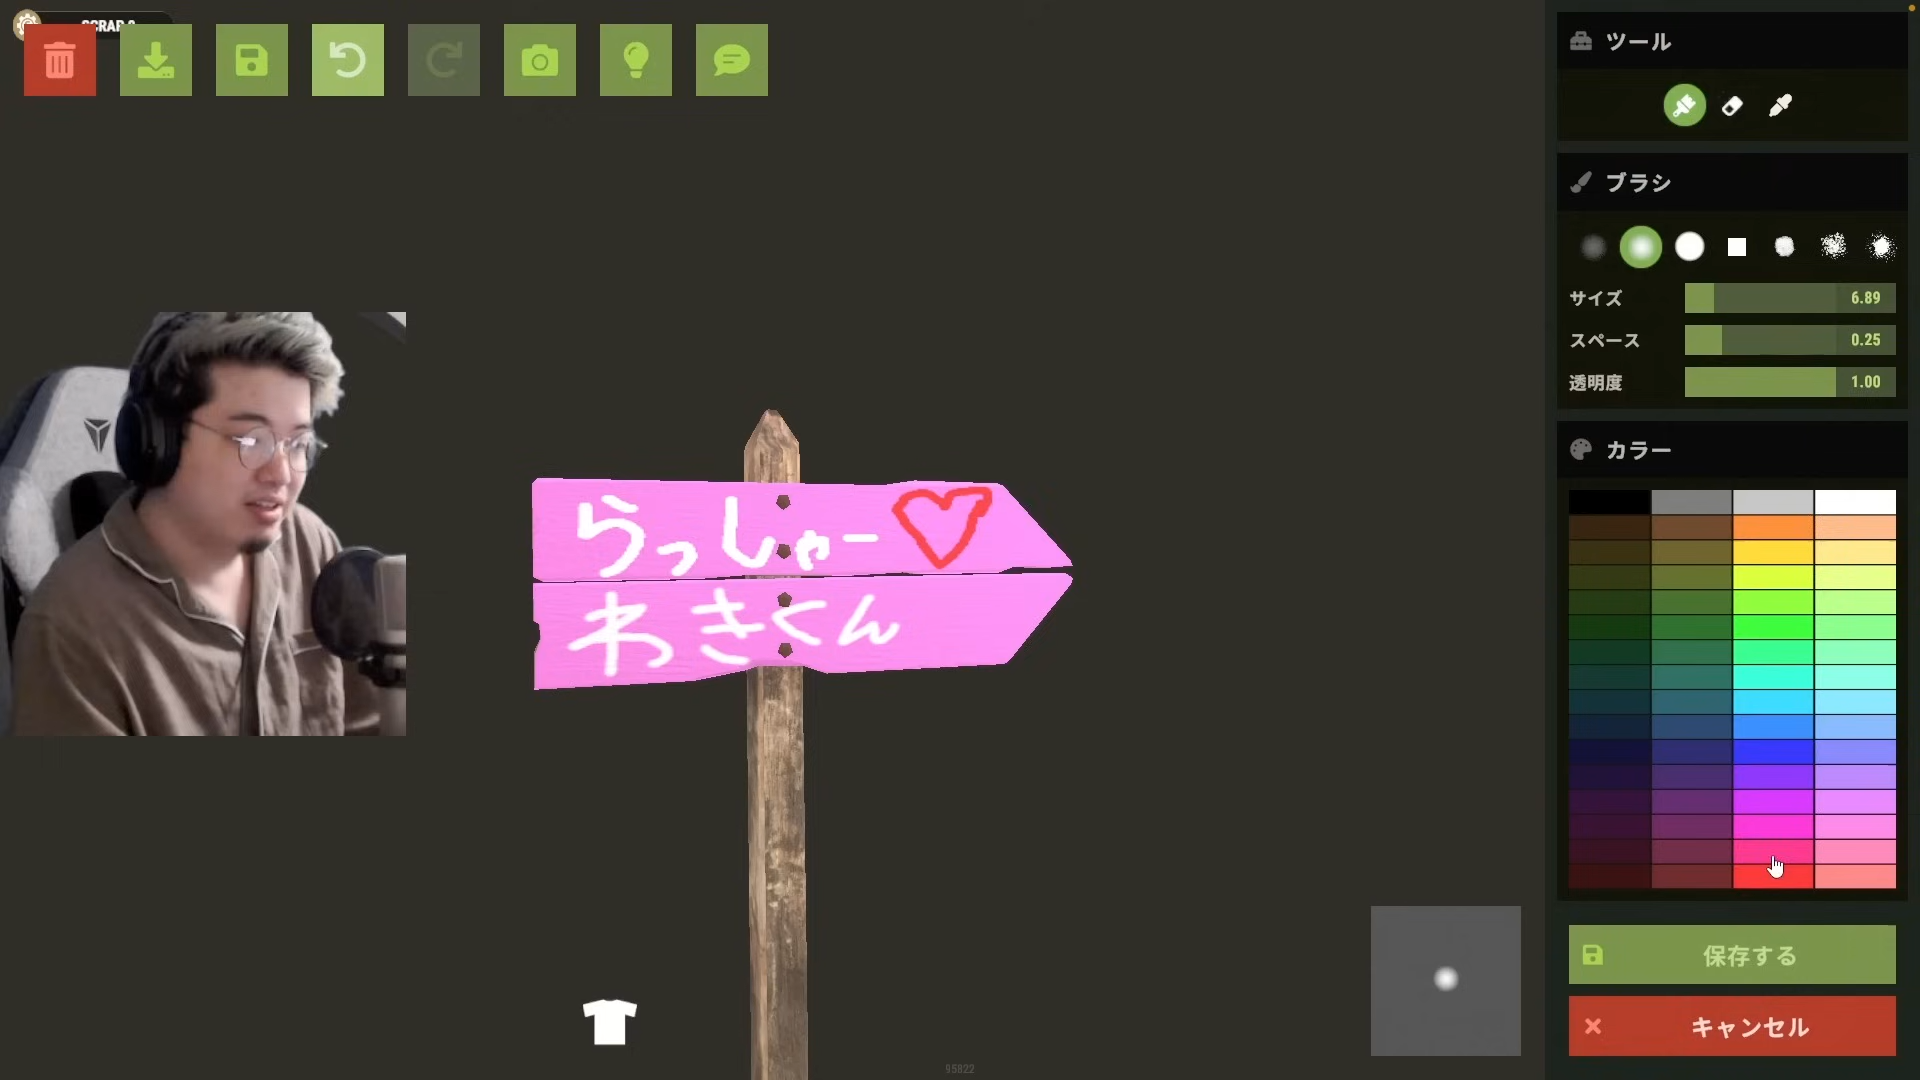 ツール
ブラシ
サイズ 6.89
スペース 0.25
透明度 1.00
カラー
らっしゃー
わきくん
保存する
キャンセル
95822